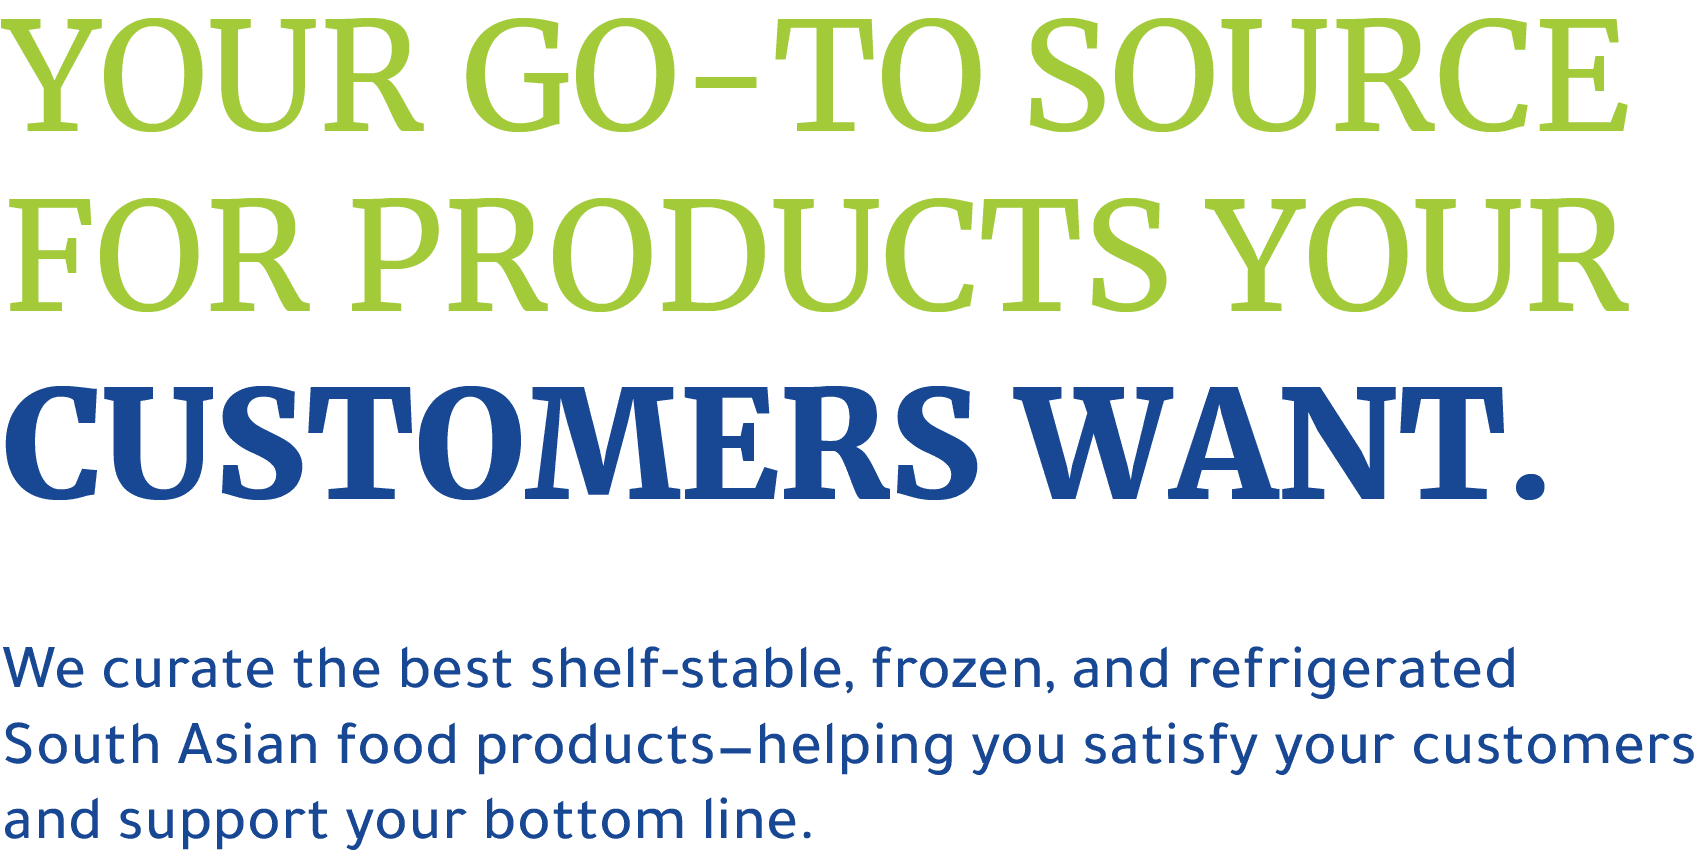 YOUR GO-TO SOURCE
FOR PRODUCTS YOUR
CUSTOMERS WANT.
We curate the best shelf-stable, frozen, and refrigerated
South Asian food products—helping you satisfy your customers
and support your bottom line.